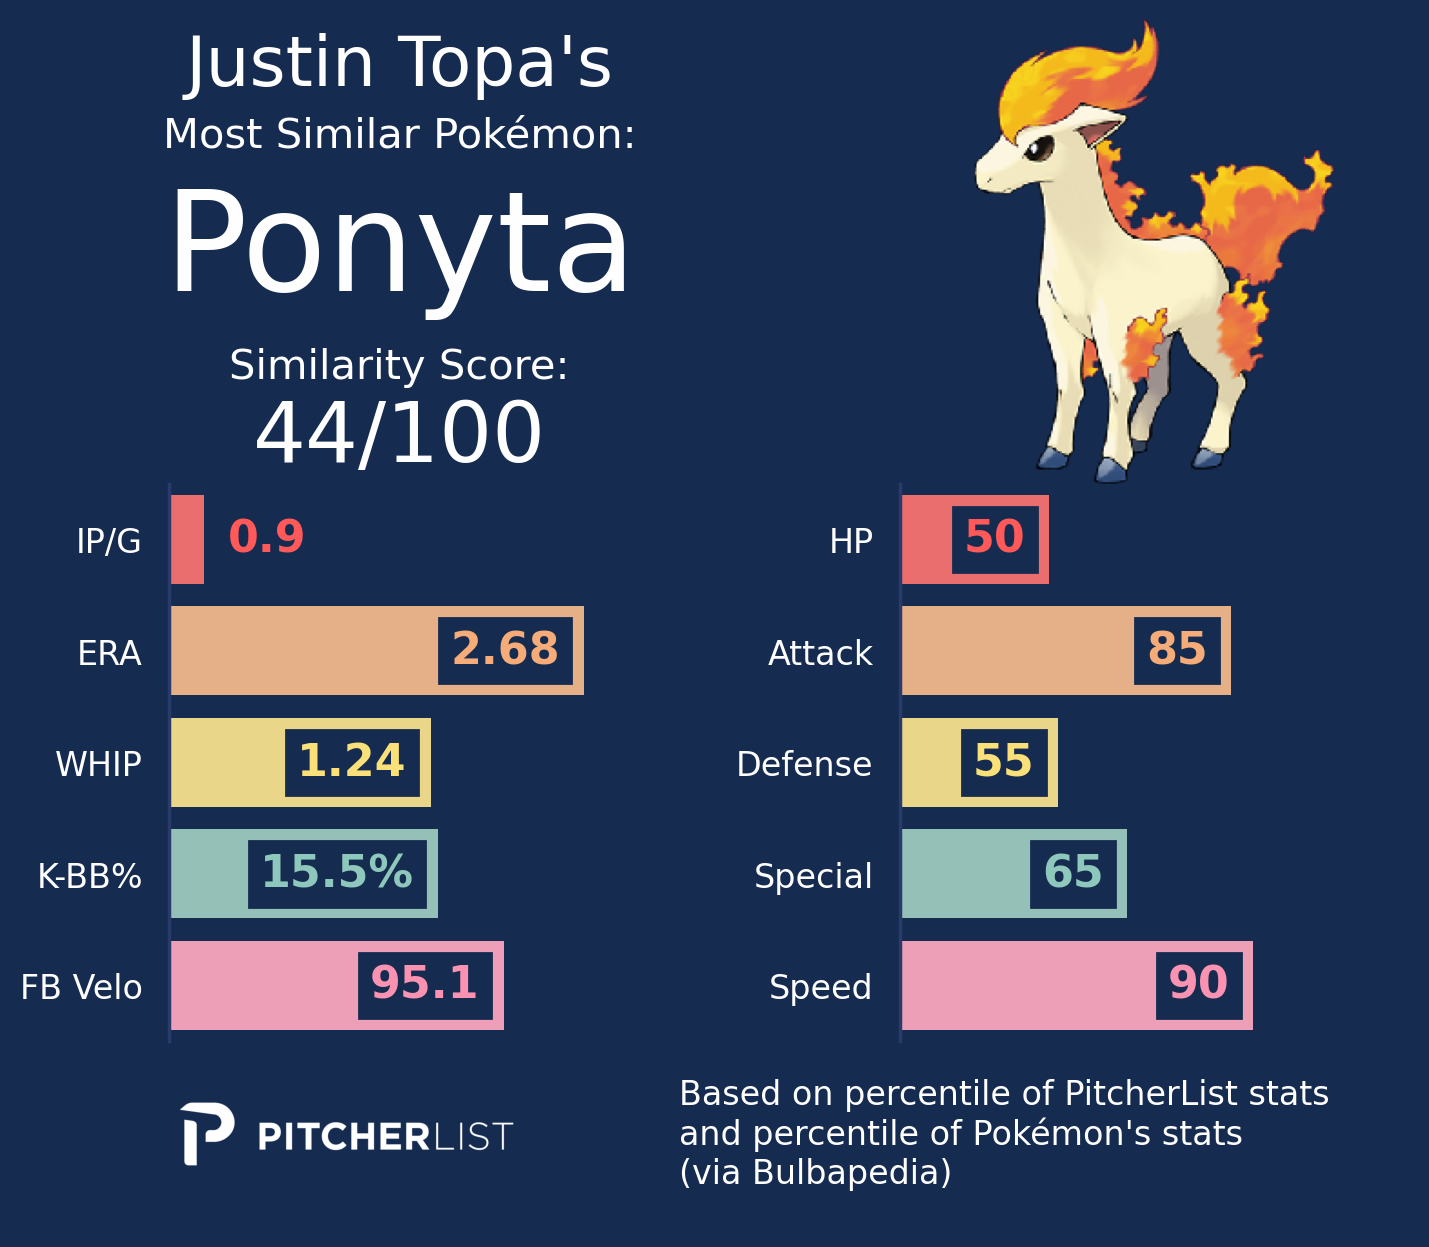 Justin Topa's
Most Similar Pokémon:
Ponyta
Similarity Score:
44/100
IP/G 0.9
ERA 2.68
WHIP 1.24
K-BB% 15.5%
FB Velo 95.1
HP 50
Attack 85
Defense 55
Special 65
Speed 90
PITCHERLIST
Based on percentile of PitcherList stats
and percentile of Pokémon's stats
(via Bulbapedia)